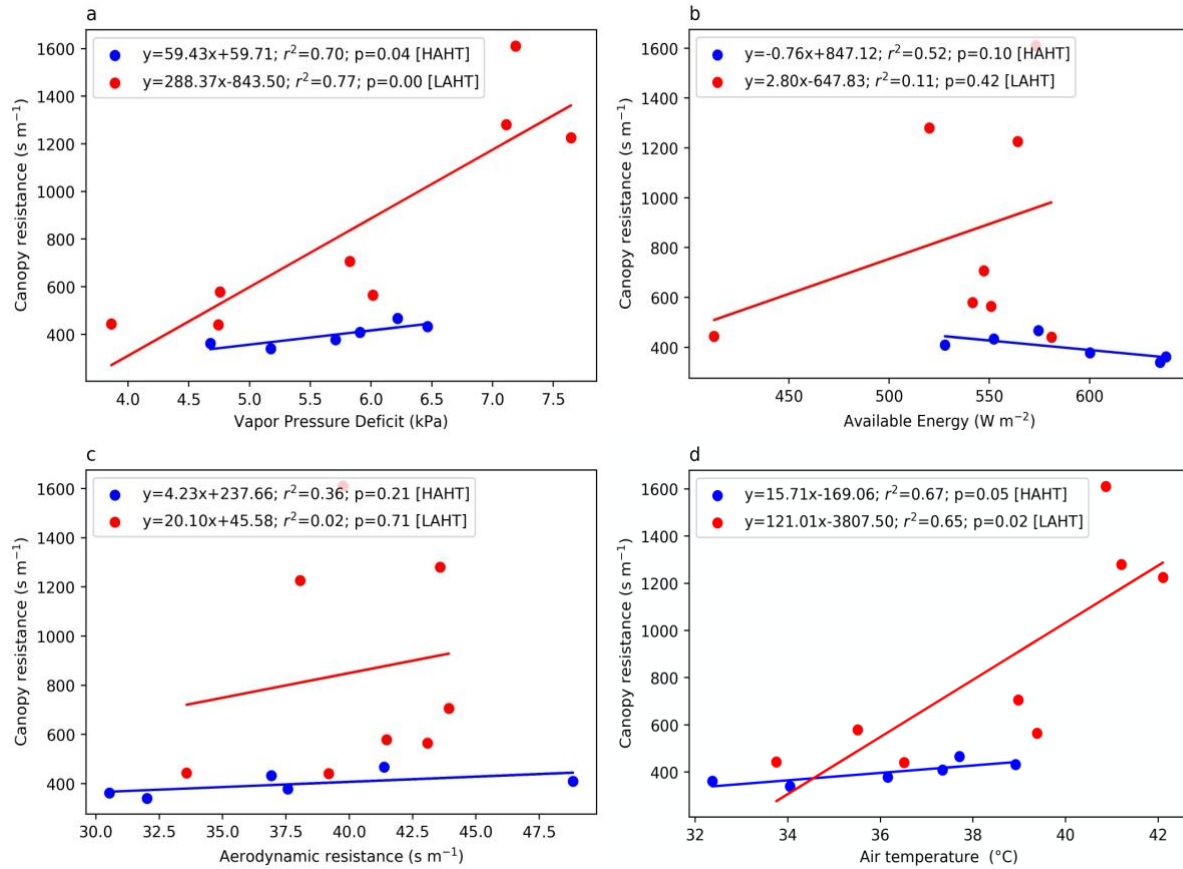 a
y=59.43x+59.71; r²=0.70; p=0.04 [HAHT]
y=288.37x-843.50; r²=0.77; p=0.00 [LAHT]
1600
1400
1200
1000
800
600
400
Canopy resistance (s m⁻¹)
4.0 4.5 5.0 5.5 6.0 6.5 7.0 7.5
Vapor Pressure Deficit (kPa)
b
y=-0.76x+847.12; r²=0.52; p=0.10 [HAHT]
y=2.80x-647.83; r²=0.11; p=0.42 [LAHT]
1600
1400
1200
1000
800
600
400
Canopy resistance (s m⁻¹)
450 500 550 600
Available Energy (W m⁻²)
c
y=4.23x+237.66; r²=0.36; p=0.21 [HAHT]
y=20.10x+45.58; r²=0.02; p=0.71 [LAHT]
1600
1400
1200
1000
800
600
400
Canopy resistance (s m⁻¹)
30.0 32.5 35.0 37.5 40.0 42.5 45.0 47.5
Aerodynamic resistance (s m⁻¹)
d
y=15.71x-169.06; r²=0.67; p=0.05 [HAHT]
y=121.01x-3807.50; r²=0.65; p=0.02 [LAHT]
1600
1400
1200
1000
800
600
400
Canopy resistance (s m⁻¹)
32 34 36 38 40 42
Air temperature (°C)